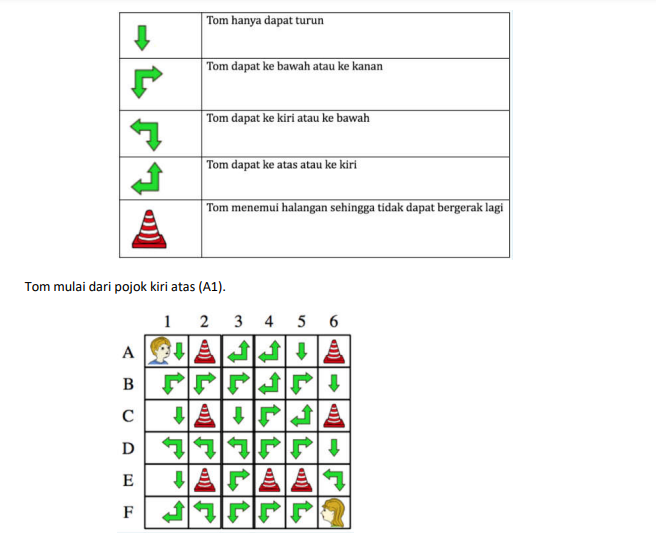 Tom hanya dapat turun
Tom dapat ke bawah atau ke kanan
Tom dapat ke kiri atau ke bawah
Tom dapat ke atas atau ke kiri
Tom menemui halangan sehingga tidak dapat bergerak lagi
Tom mulai dari pojok kiri atas (A1).
1 2 3 4 5 6
A
B
C
D
E
F